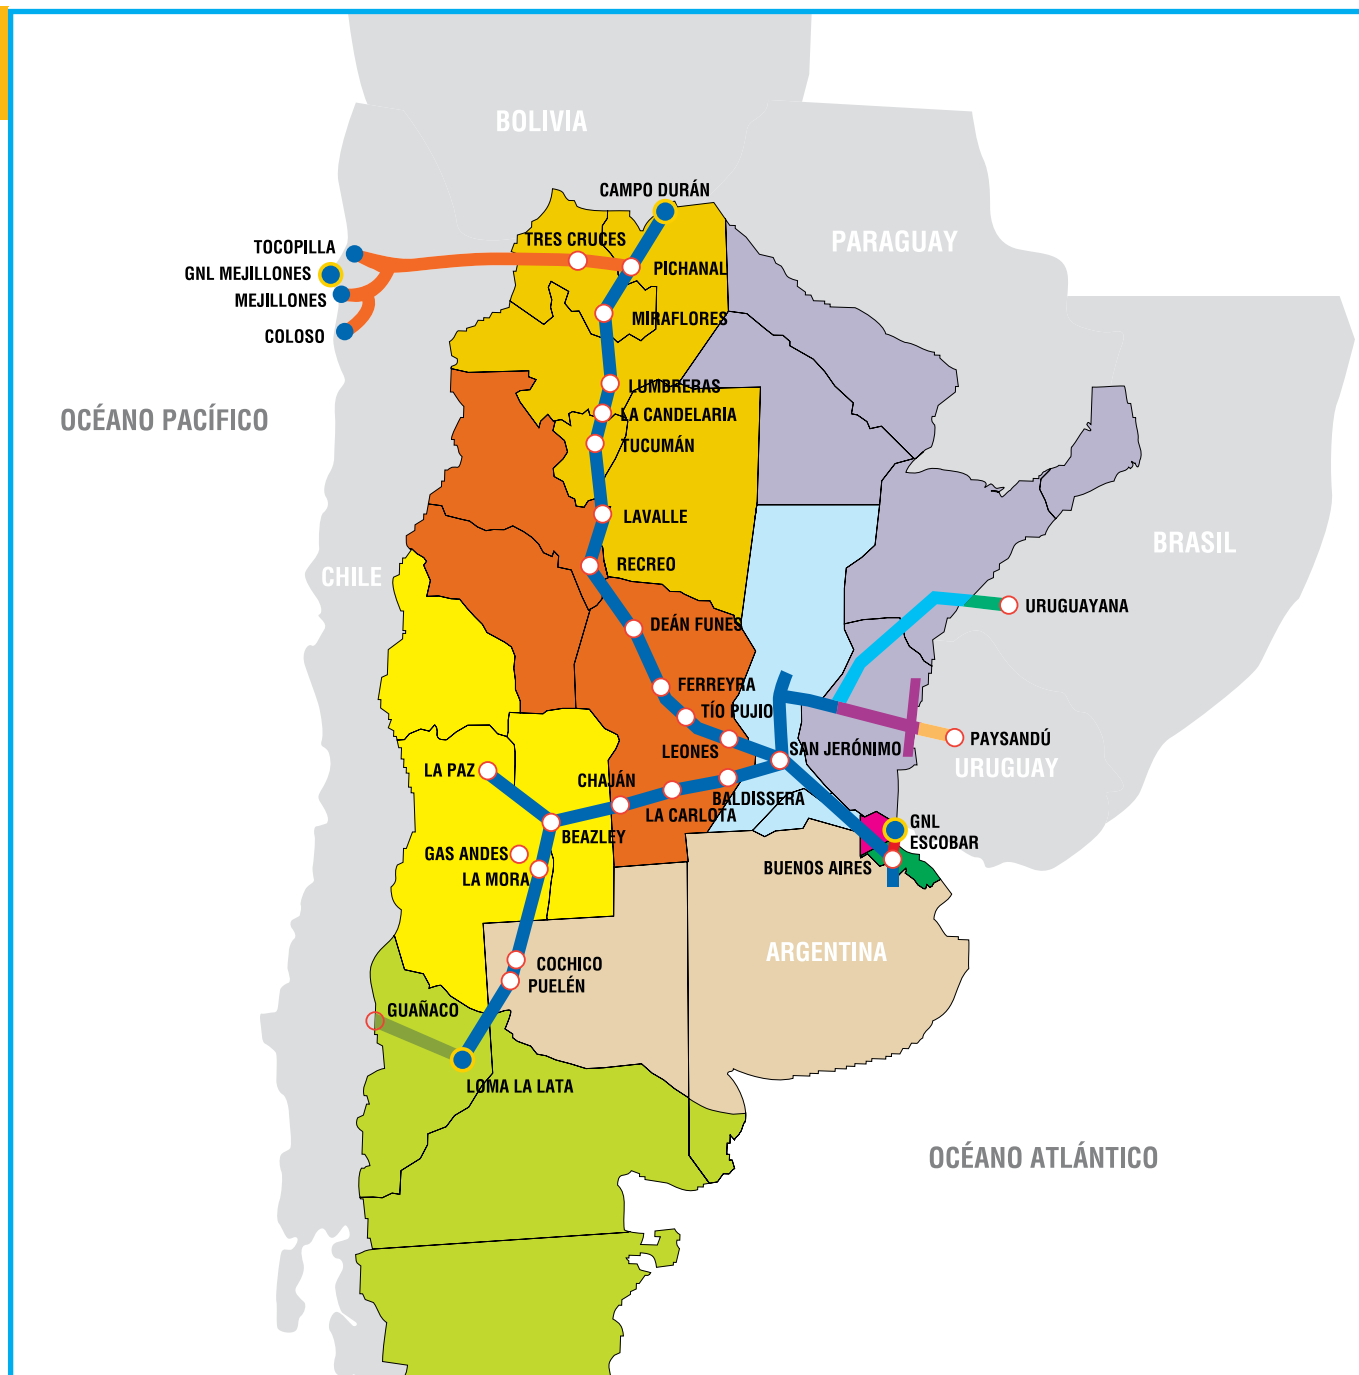 BOLIVIA
CAMPO DURÁN
TRES CRUCES
PARAGUAY
TOCOPILLA
GNL MEJILLONES
PICHANAL
MEJILLONES
MIRAFLORES
COLOSO
LUMBRERAS
OCÉANO PACÍFICO
LA CANDELARIA
TUCUMÁN
LAVALLE
BRASIL
RECREO
CHILE
URUGUAYANA
DEÁN FUNES
FERREYRA
TÍO PUJIO
PAYSANDÚ
LEONES
SAN JERÓNIMO
URUGUAY
LA PAZ
CHAJÁN
BALDISSERA
LA CARLOTA
GNL
ESCOBAR
BEAZLEY
GAS ANDES
BUENOS AIRES
LA MORA
ARGENTINA
COCHICO
PUELÉN
GUAÑACO
LOMA LA LATA
OCÉANO ATLÁNTICO